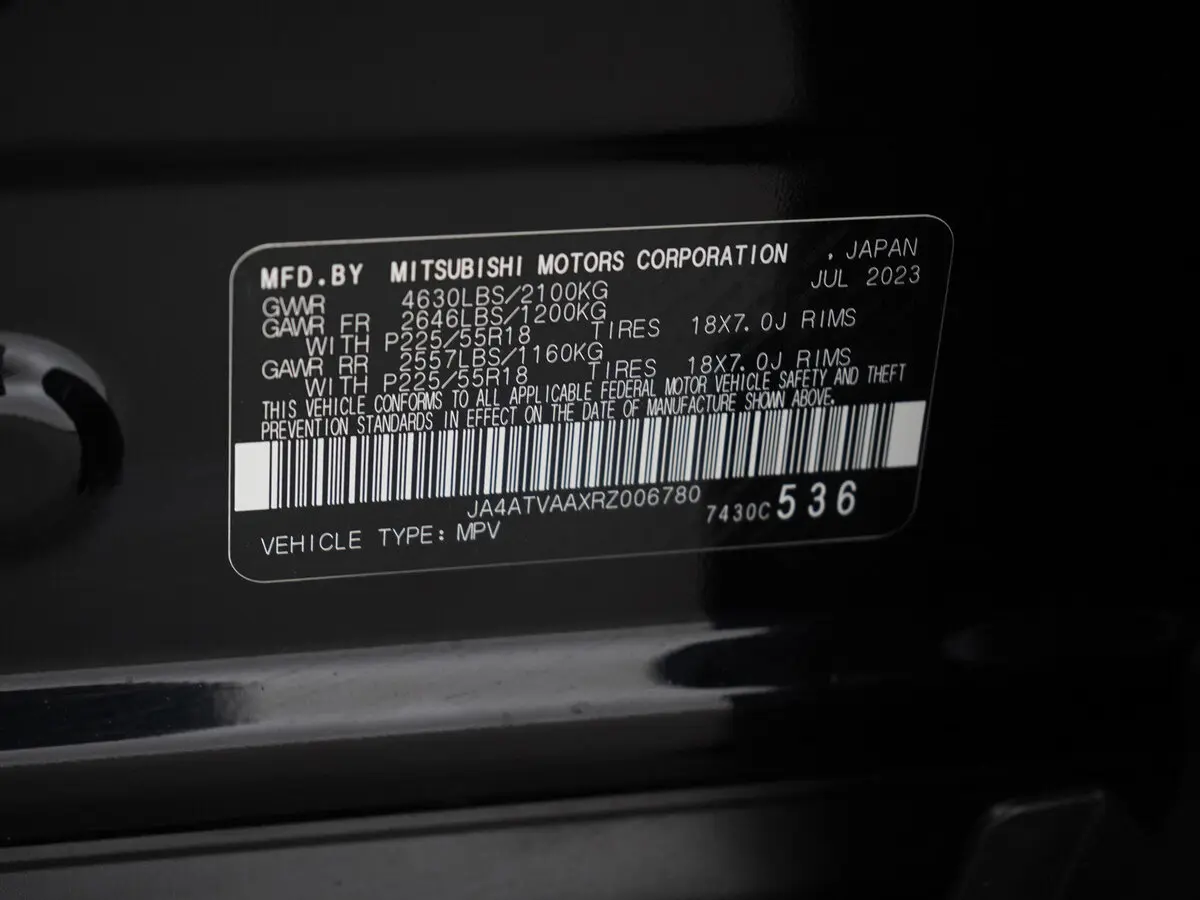 MFD.BY MITSUBISHI MOTORS CORPORATION , JAPAN
JUL 2023
GVWR 4630LBS/2100KG
GAWR FR 2646LBS/1200KG
WITH P225/55R18 TIRES 18X7.0J RIMS
GAWR RR 2557LBS/1160KG
WITH P225/55R18 TIRES 18X7.0J RIMS
THIS VEHICLE CONFORMS TO ALL APPLICABLE FEDERAL MOTOR VEHICLE SAFETY AND THEFT
PREVENTION STANDARDS IN EFFECT ON THE DATE OF MANUFACTURE SHOWN ABOVE.
JA4ATVAAXRZ006780
7430C536
VEHICLE TYPE: MPV